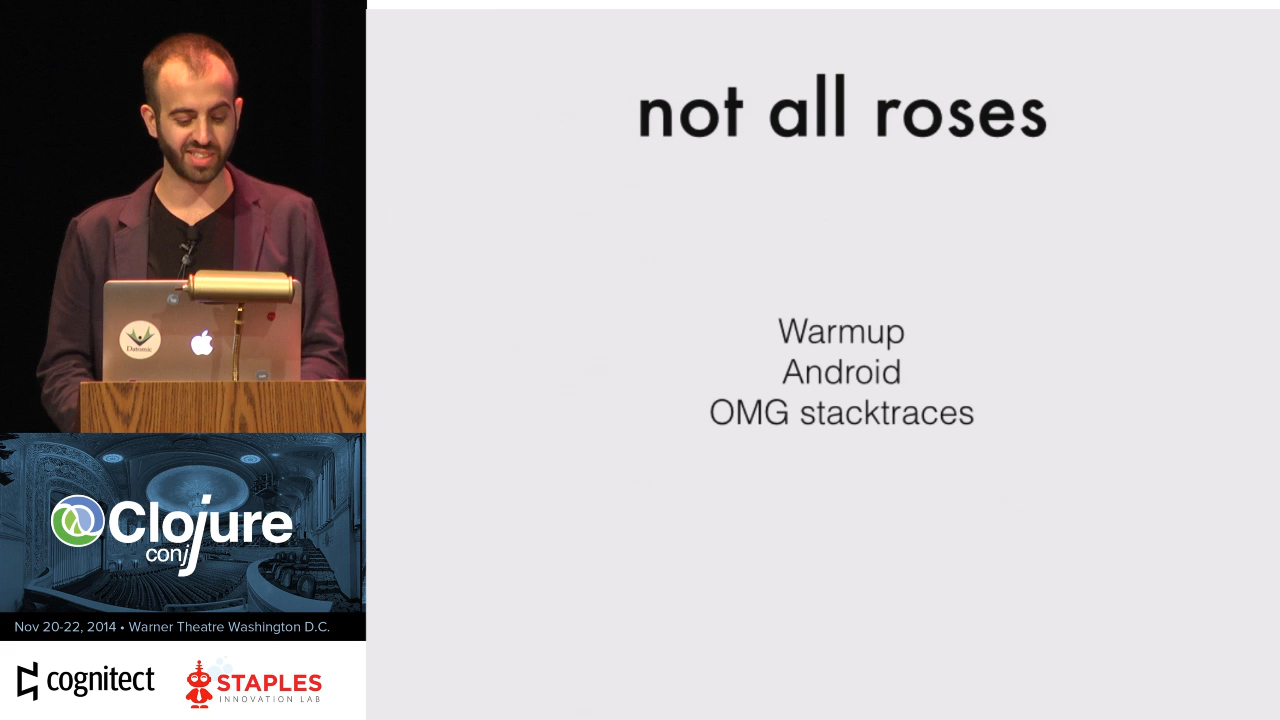 not all roses
Warmup
Android
OMG stacktraces
Datomic
Clojure
conj
Nov 20-22, 2014 • Warner Theatre Washington D.C.
cognitect
STAPLES
INNOVATION LAB